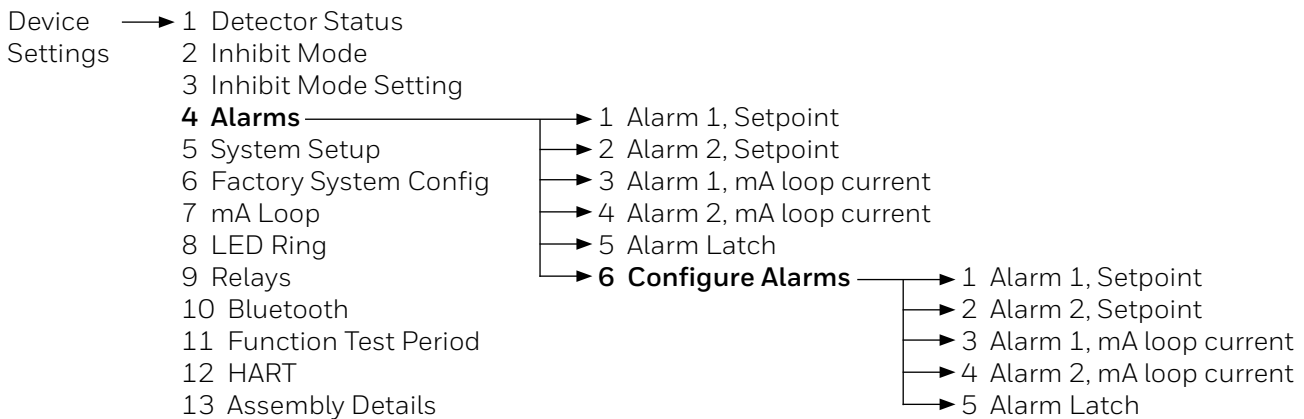 Device
Settings
1 Detector Status
2 Inhibit Mode
3 Inhibit Mode Setting
4 Alarms
5 System Setup
6 Factory System Config
7 mA Loop
8 LED Ring
9 Relays
10 Bluetooth
11 Function Test Period
12 HART
13 Assembly Details
1 Alarm 1, Setpoint
2 Alarm 2, Setpoint
3 Alarm 1, mA loop current
4 Alarm 2, mA loop current
5 Alarm Latch
6 Configure Alarms
1 Alarm 1, Setpoint
2 Alarm 2, Setpoint
3 Alarm 1, mA loop current
4 Alarm 2, mA loop current
5 Alarm Latch